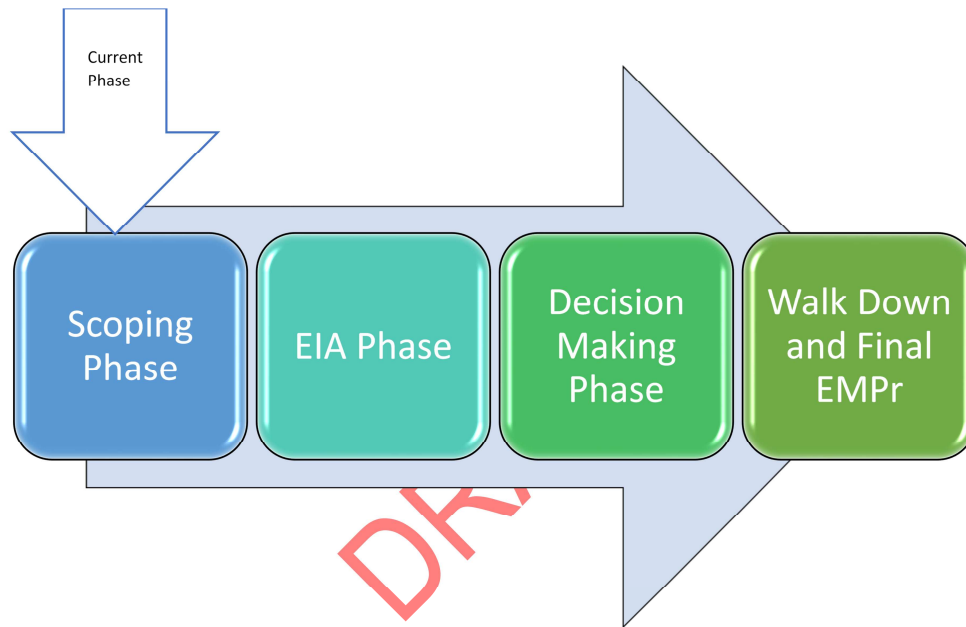 Current
Phase
Scoping
Phase
EIA Phase
Decision
Making
Phase
Walk Down
and Final
EMPr